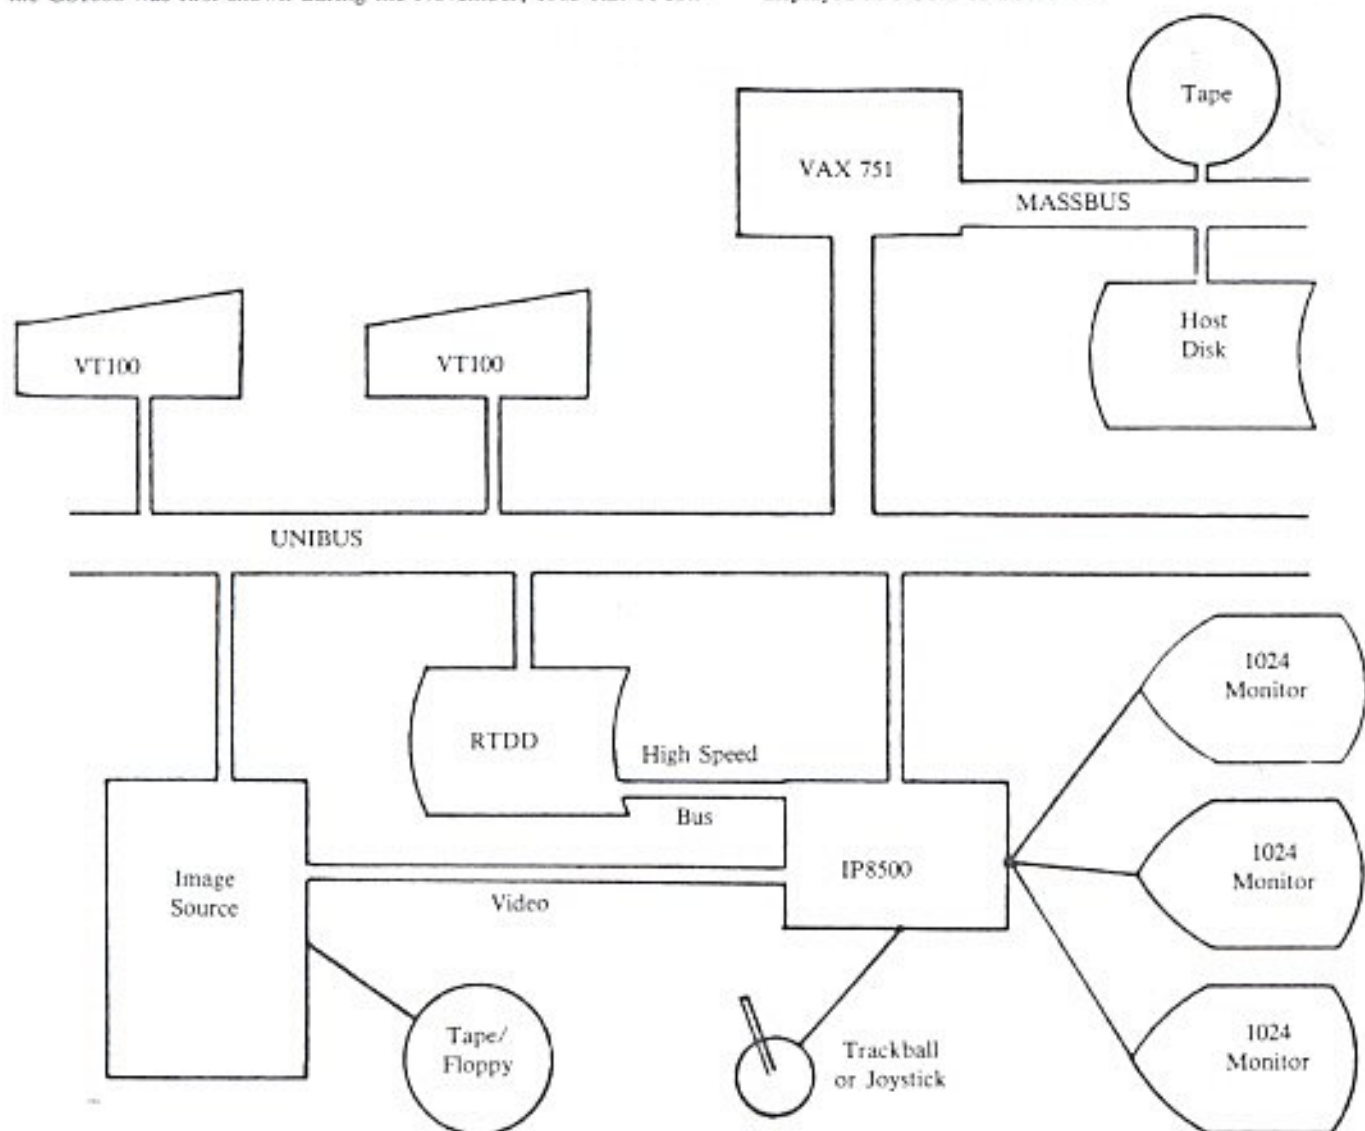 Tape
VAX 751
MASSBUS
Host
Disk
VT100
VT100
UNIBUS
1024
Monitor
RTDD
High Speed
Bus
Image
Source
Video
IP8500
1024
Monitor
Tape/
Floppy
Trackball
or Joystick
1024
Monitor